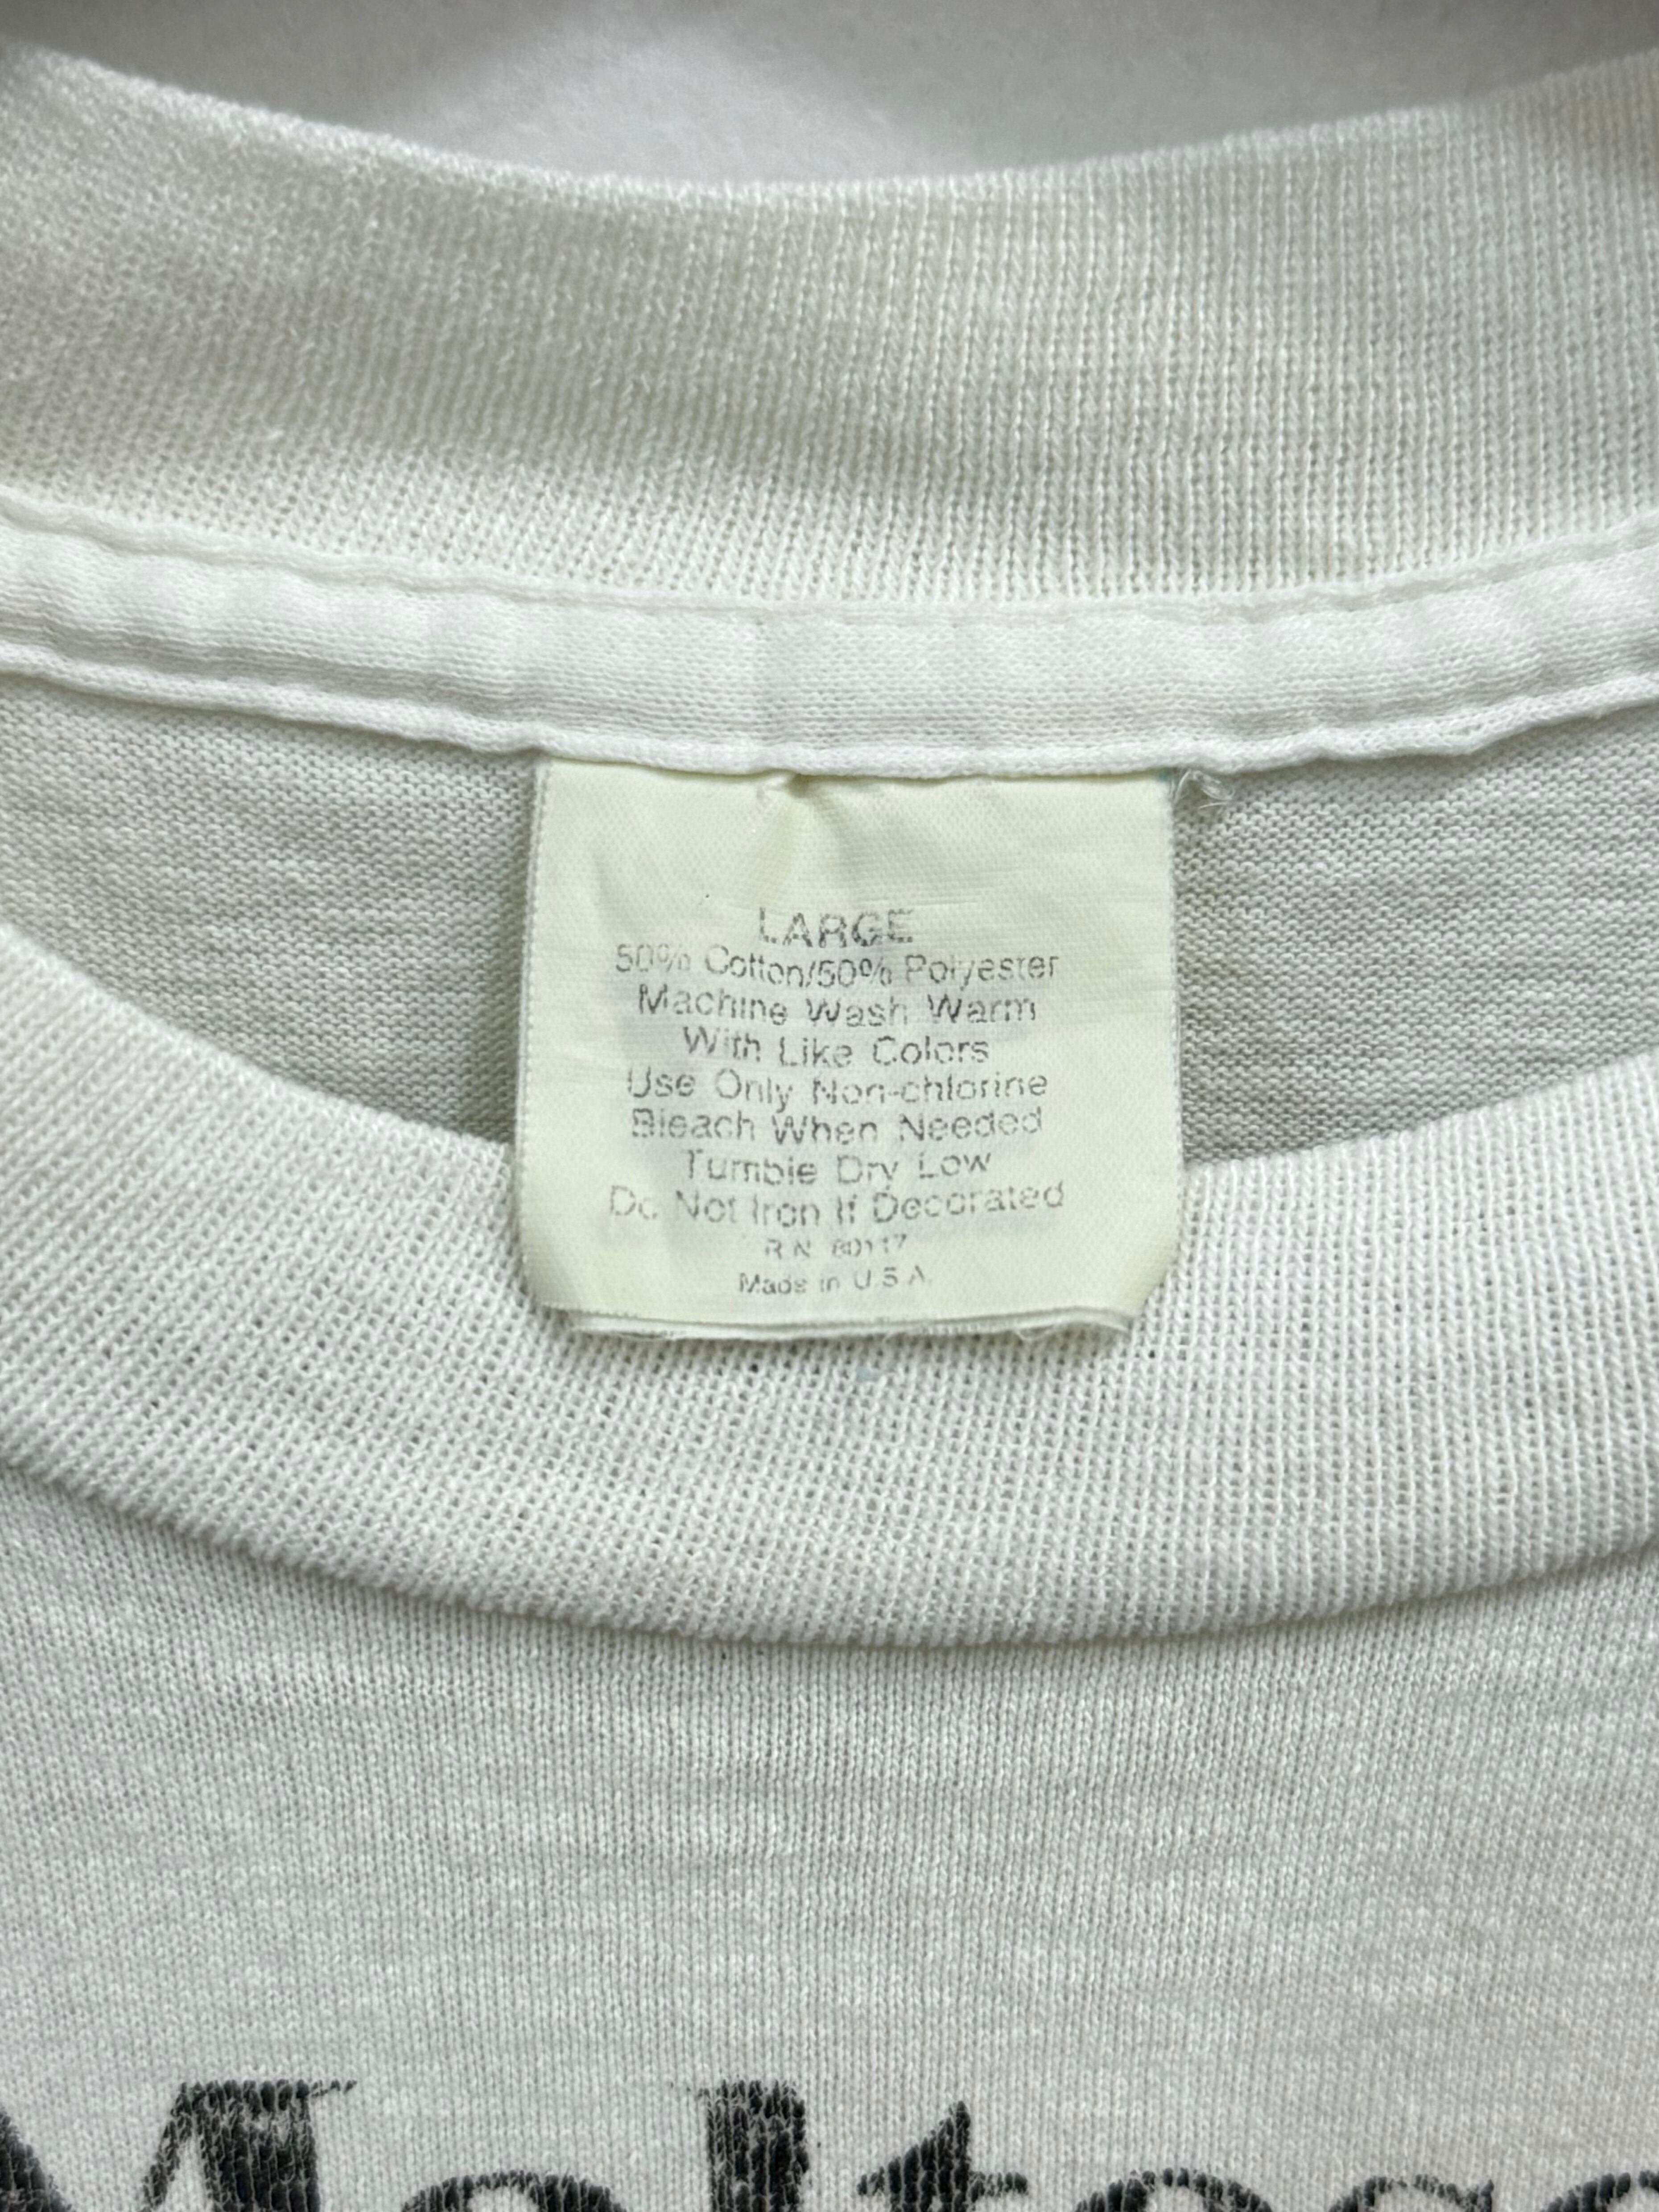 LARGE
50% Cotton/50% Polyester
Machine Wash Warm
With Like Colors
Use Only Non-chlorine
Bleach When Needed
Tumble Dry Low
Do Not Iron If Decorated
R.N.
Made in U.S.A.